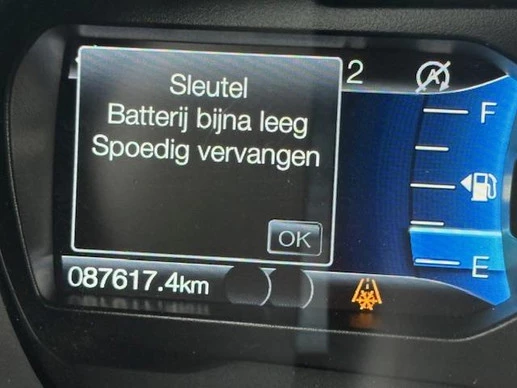 Sleutel
Batterij bijna leeg
Spoedig vervangen
OK
2
F
E
087617.4km